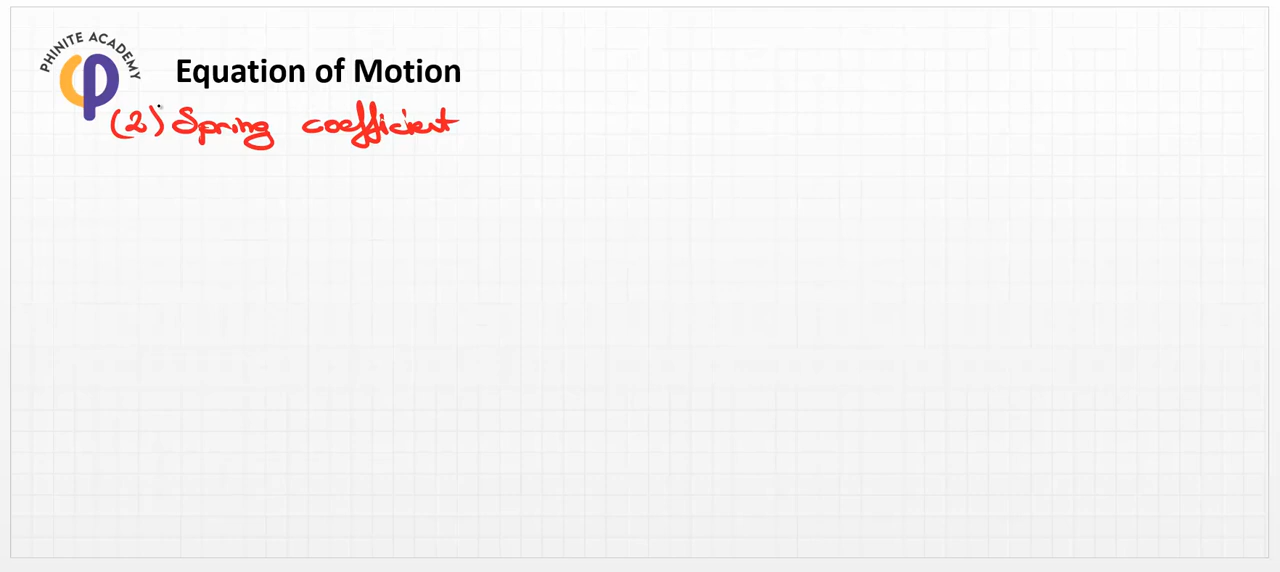 PHINITE ACADEMY
Equation of Motion
(2) Spring coefficient